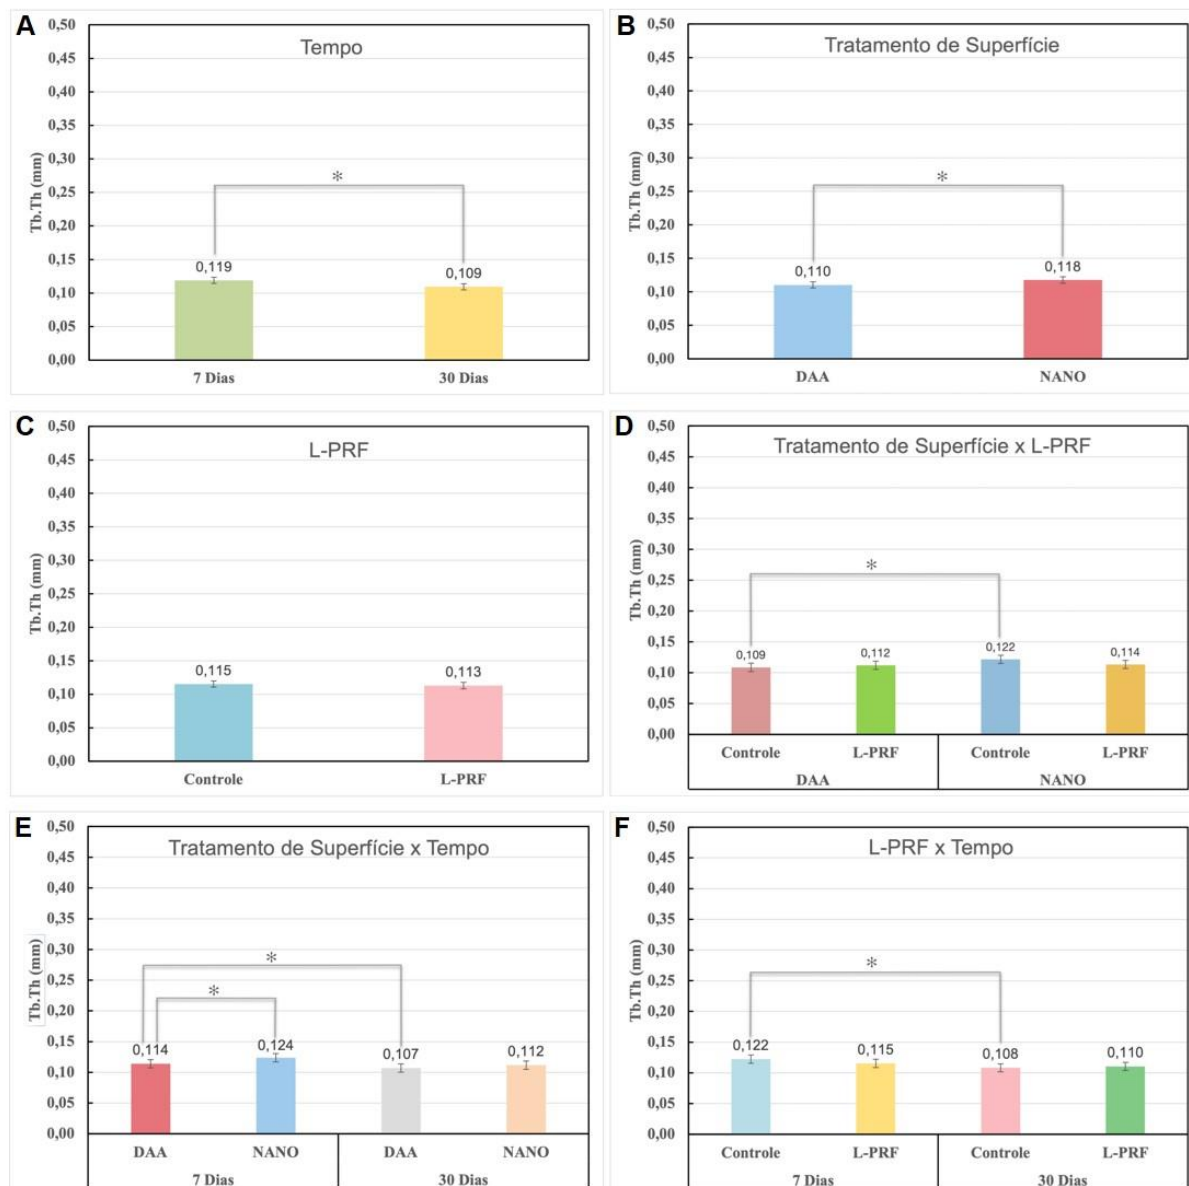 A
Tempo
Tb.Th (mm)
0,50
0,45
0,40
0,35
0,30
0,25
0,20
0,15
0,10
0,05
0,00
*
0,119
0,109
7 Dias
30 Dias
B
Tratamento de Superfície
Tb.Th (mm)
0,50
0,45
0,40
0,35
0,30
0,25
0,20
0,15
0,10
0,05
0,00
*
0,110
0,118
DAA
NANO
C
L-PRF
Tb.Th (mm)
0,50
0,45
0,40
0,35
0,30
0,25
0,20
0,15
0,10
0,05
0,00
0,115
0,113
Controle
L-PRF
D
Tratamento de Superfície x L-PRF
Tb.Th (mm)
0,50
0,45
0,40
0,35
0,30
0,25
0,20
0,15
0,10
0,05
0,00
*
0,109
0,112
0,122
0,114
Controle
L-PRF
Controle
L-PRF
DAA
NANO
E
Tratamento de Superfície x Tempo
Tb.Th (mm)
0,50
0,45
0,40
0,35
0,30
0,25
0,20
0,15
0,10
0,05
0,00
*
*
0,114
0,124
0,107
0,112
DAA
NANO
DAA
NANO
7 Dias
30 Dias
F
L-PRF x Tempo
Tb.Th (mm)
0,50
0,45
0,40
0,35
0,30
0,25
0,20
0,15
0,10
0,05
0,00
*
0,122
0,115
0,108
0,110
Controle
L-PRF
Controle
L-PRF
7 Dias
30 Dias